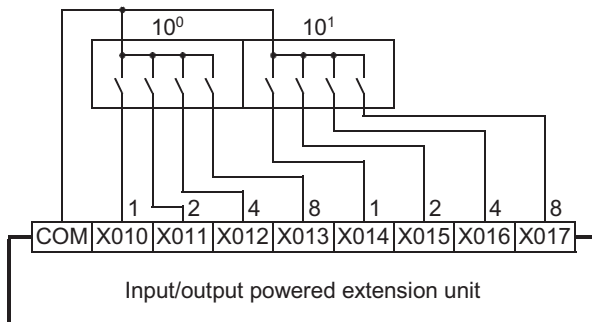 10⁰ 10¹
1 2 4 8 1 2 4 8
COM X010 X011 X012 X013 X014 X015 X016 X017
Input/output powered extension unit